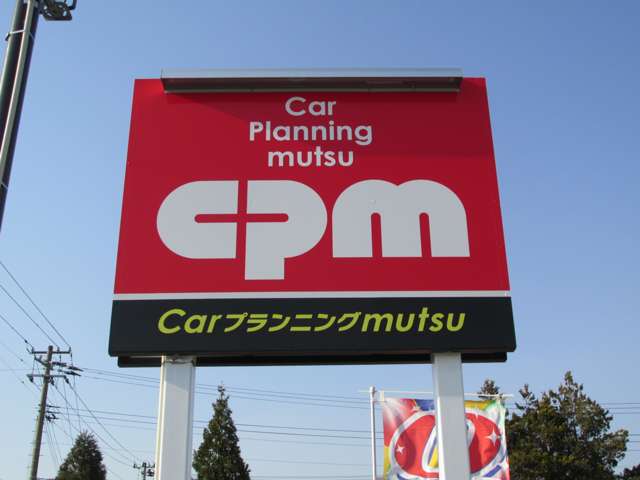 Car
Planning
mutsu
cpm
Carプランニングmutsu